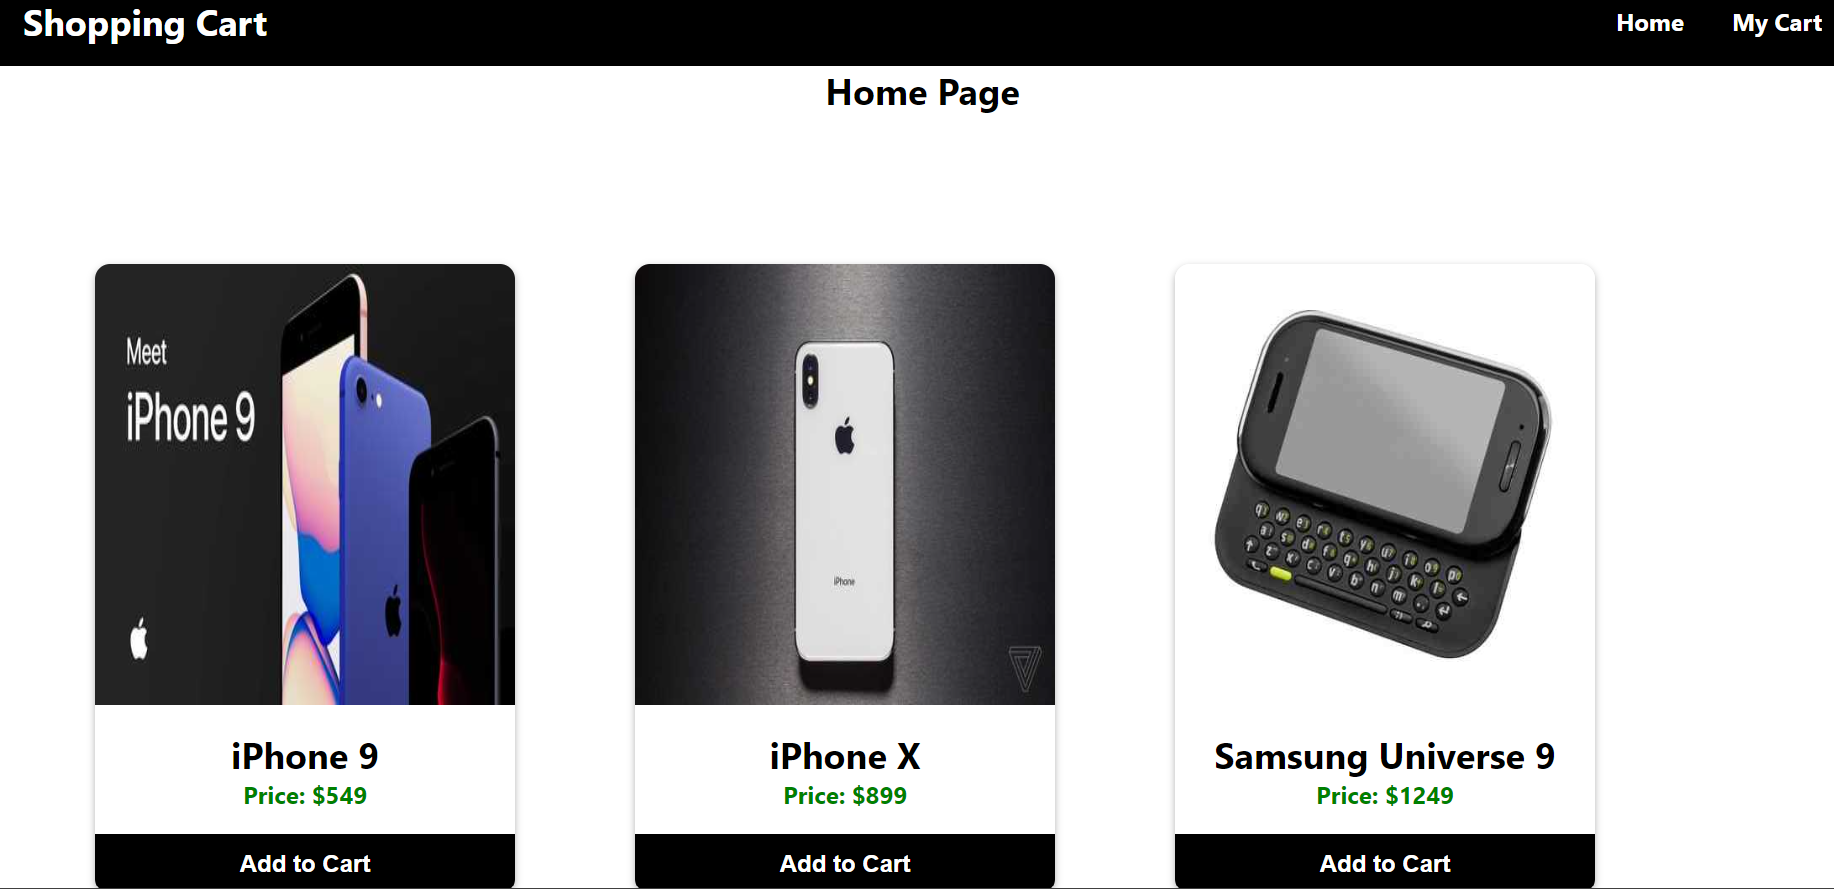 Shopping Cart
Home
My Cart
Home Page
Meet
iPhone 9
iPhone
iPhone 9
Price: $549
Add to Cart
iPhone X
Price: $899
Add to Cart
Samsung Universe 9
Price: $1249
Add to Cart